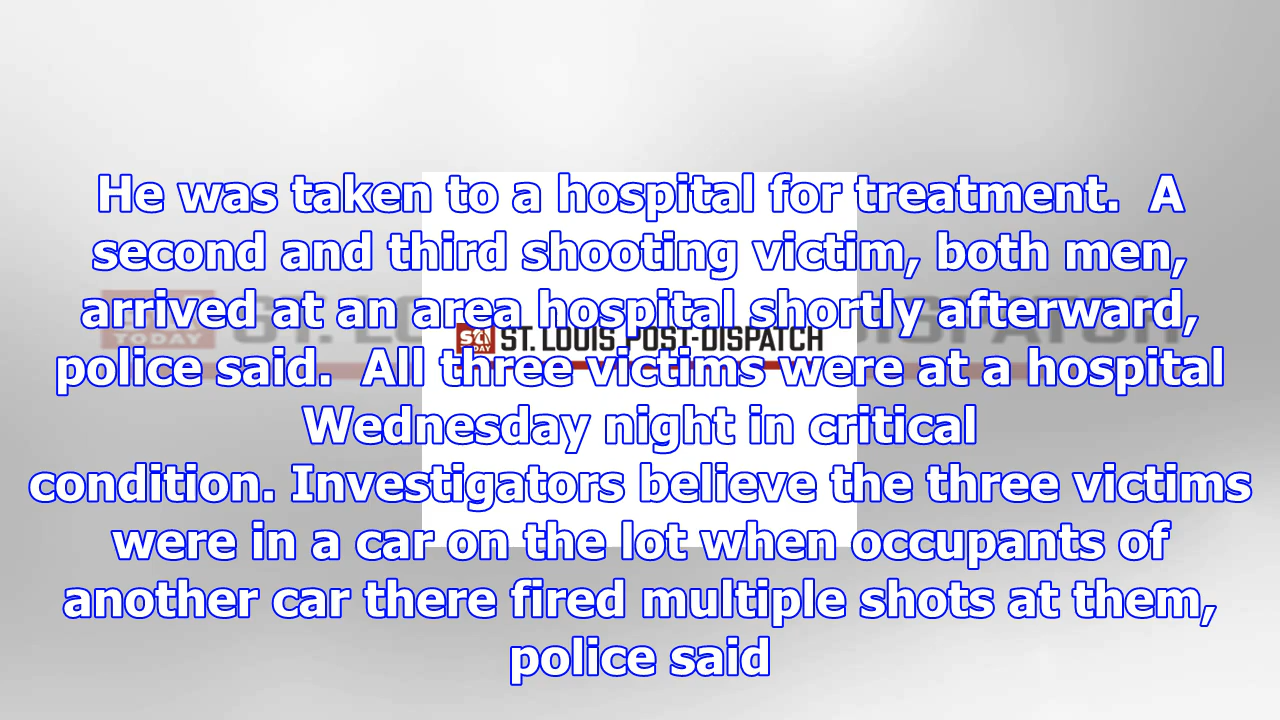 He was taken to a hospital for treatment.  A
second and third shooting victim, both men,
arrived at an area hospital shortly afterward,
police said.  All three victims were at a hospital
Wednesday night in critical
condition. Investigators believe the three victims
were in a car on the lot when occupants of
another car there fired multiple shots at them,
police said
ST. LOUIS POST-DISPATCH
TODAY